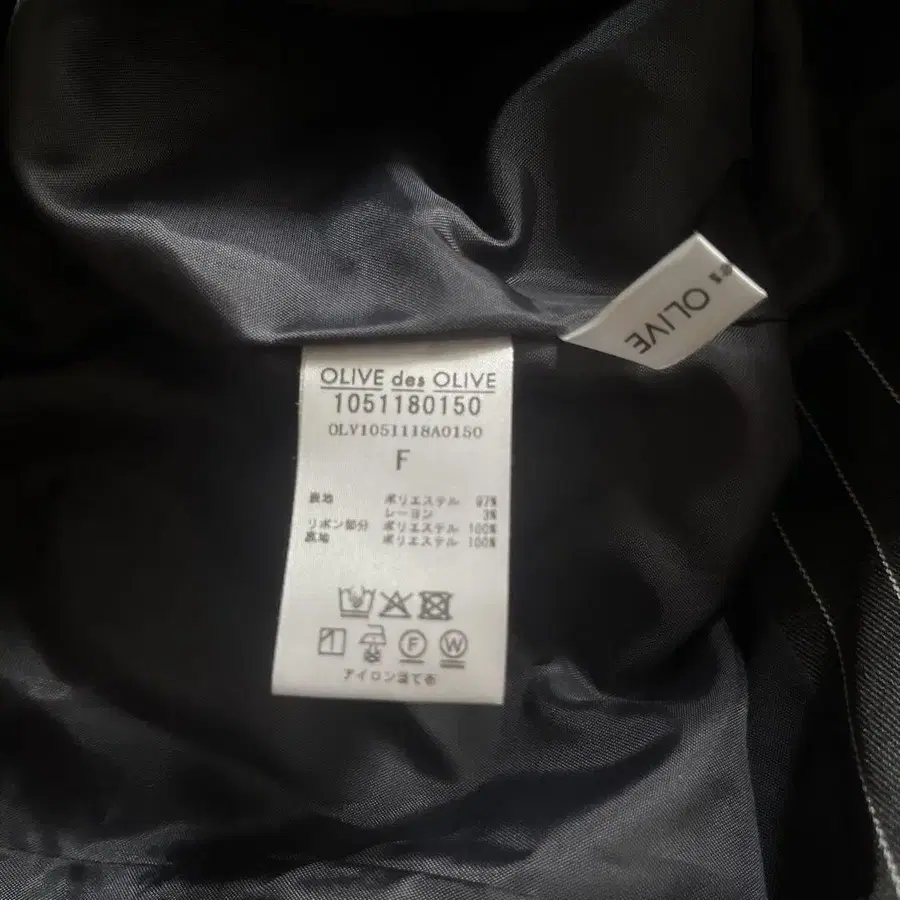 es OLIVE
OLIVE des OLIVE
1051180150
OLV1051118A0150
F
表地 ポリエステル 97%
レーヨン 3%
リボン部分 ポリエステル 100%
裏地 ポリエステル 100%
F W
アイロン当て布